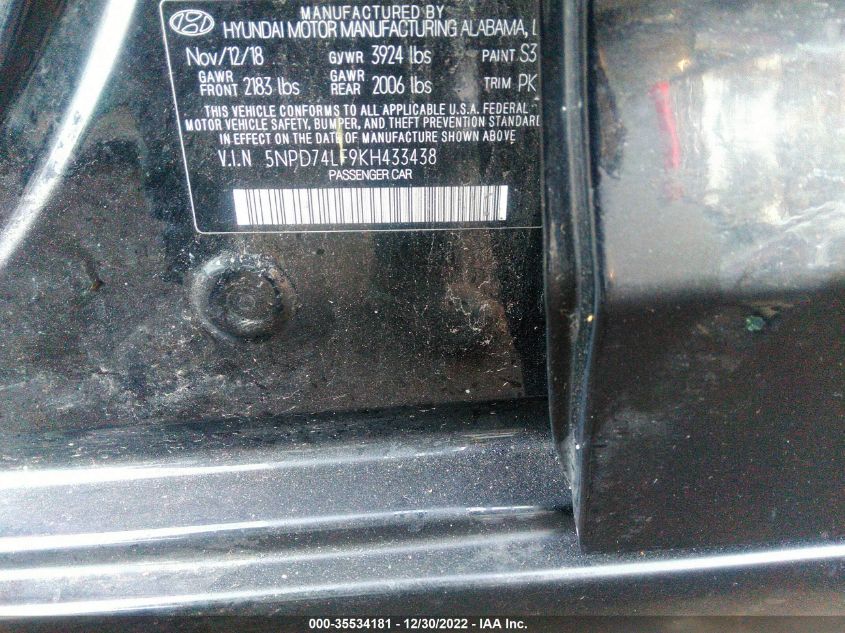 MANUFACTURED BY
HYUNDAI MOTOR MANUFACTURING ALABAMA, L
Nov/12/18 GVWR 3924 lbs PAINT S3
GAWR FRONT 2183 lbs GAWR REAR 2006 lbs TRIM PK
THIS VEHICLE CONFORMS TO ALL APPLICABLE U.S.A. FEDERAL
MOTOR VEHICLE SAFETY, BUMPER, AND THEFT PREVENTION STANDARD
IN EFFECT ON THE DATE OF MANUFACTURE SHOWN ABOVE
V.I.N 5NPD74LF9KH433438
PASSENGER CAR
000-35534181 - 12/30/2022 - IAA Inc.